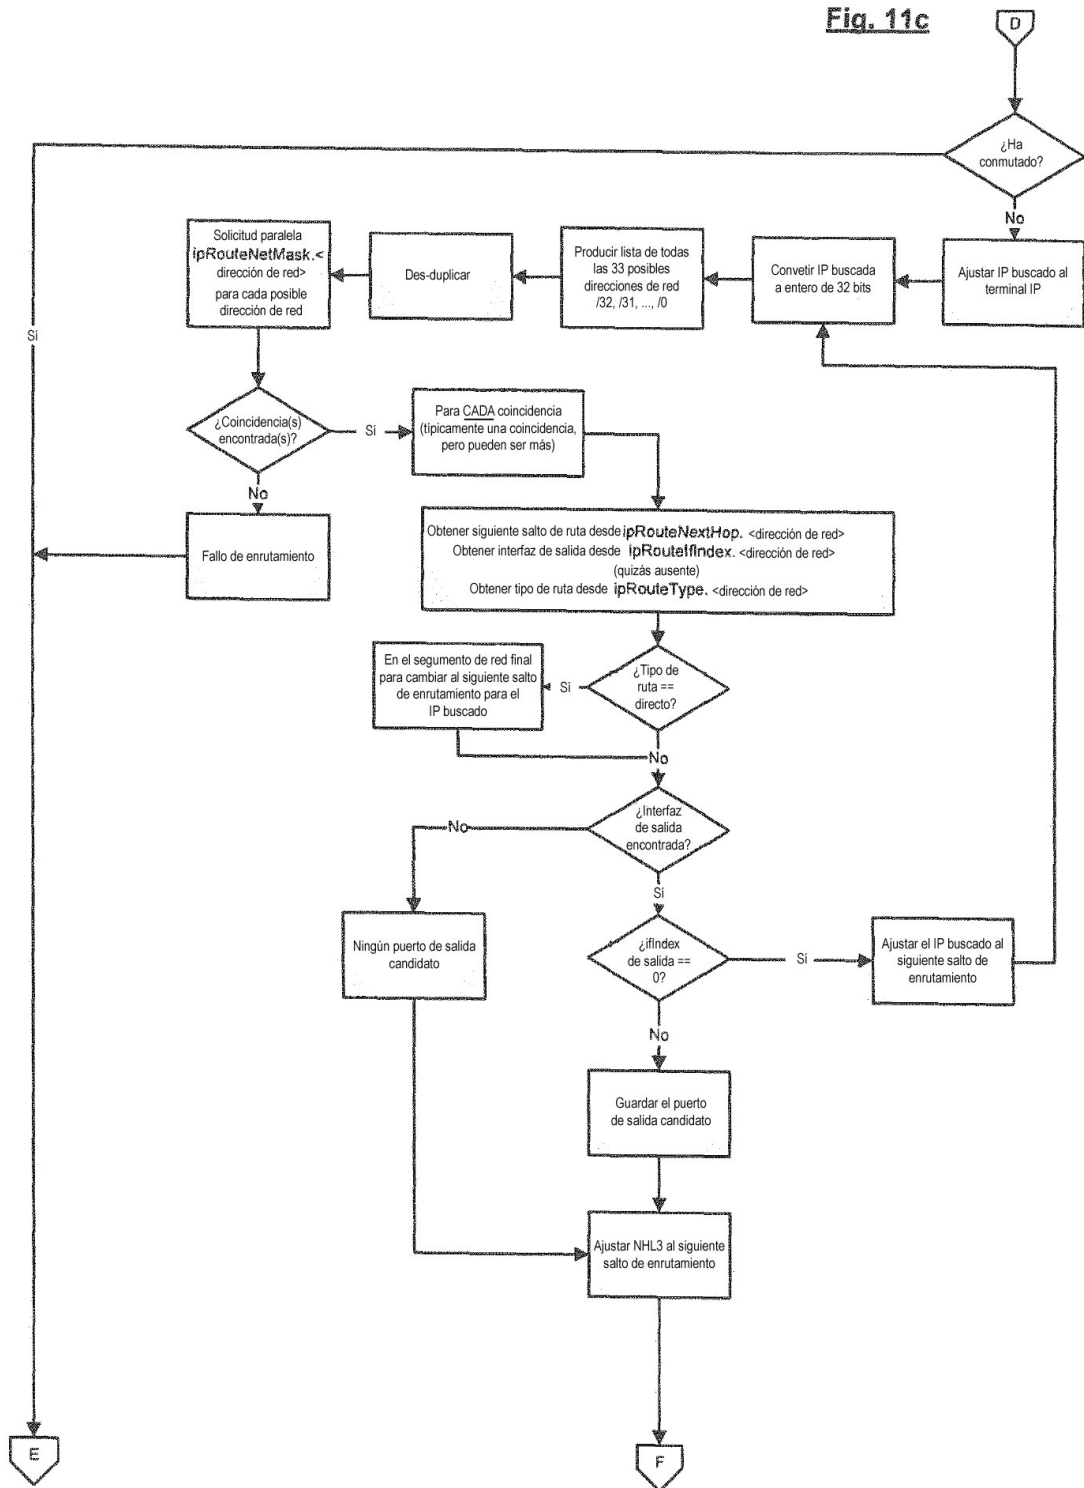 Fig. 11c
D
¿Ha
conmutado?
No
Si
Solicitud paralela
ipRouteNetMask.<
dirección de red>
para cada posible
dirección de red
Des-duplicar
Producir lista de todas
las 33 posibles
direcciones de red
/32, /31, ..., /0
Convetir IP buscada
a entero de 32 bits
Ajustar IP buscado al
terminal IP
¿Coincidencia(s)
encontrada(s)?
Si
Para CADA coincidencia
(típicamente una coincidencia,
pero pueden ser más)
No
Fallo de enrutamiento
Obtener siguiente salto de ruta desde ipRouteNextHop. <dirección de red>
Obtener interfaz de salida desde ipRouteIfIndex. <dirección de red>
(quizás ausente)
Obtener tipo de ruta desde ipRouteType. <dirección de red>
En el segumento de red final
para cambiar al siguiente salto
de enrutamiento para el
IP buscado
Si
¿Tipo de
ruta ==
directo?
No
¿Interfaz
de salida
encontrada?
No
Si
Ningún puerto de salida
candidato
¿ifIndex
de salida ==
0?
Si
Ajustar el IP buscado al
siguiente salto de
enrutamiento
No
Guardar el puerto
de salida candidato
Ajustar NHL3 al siguiente
salto de enrutamiento
E
F